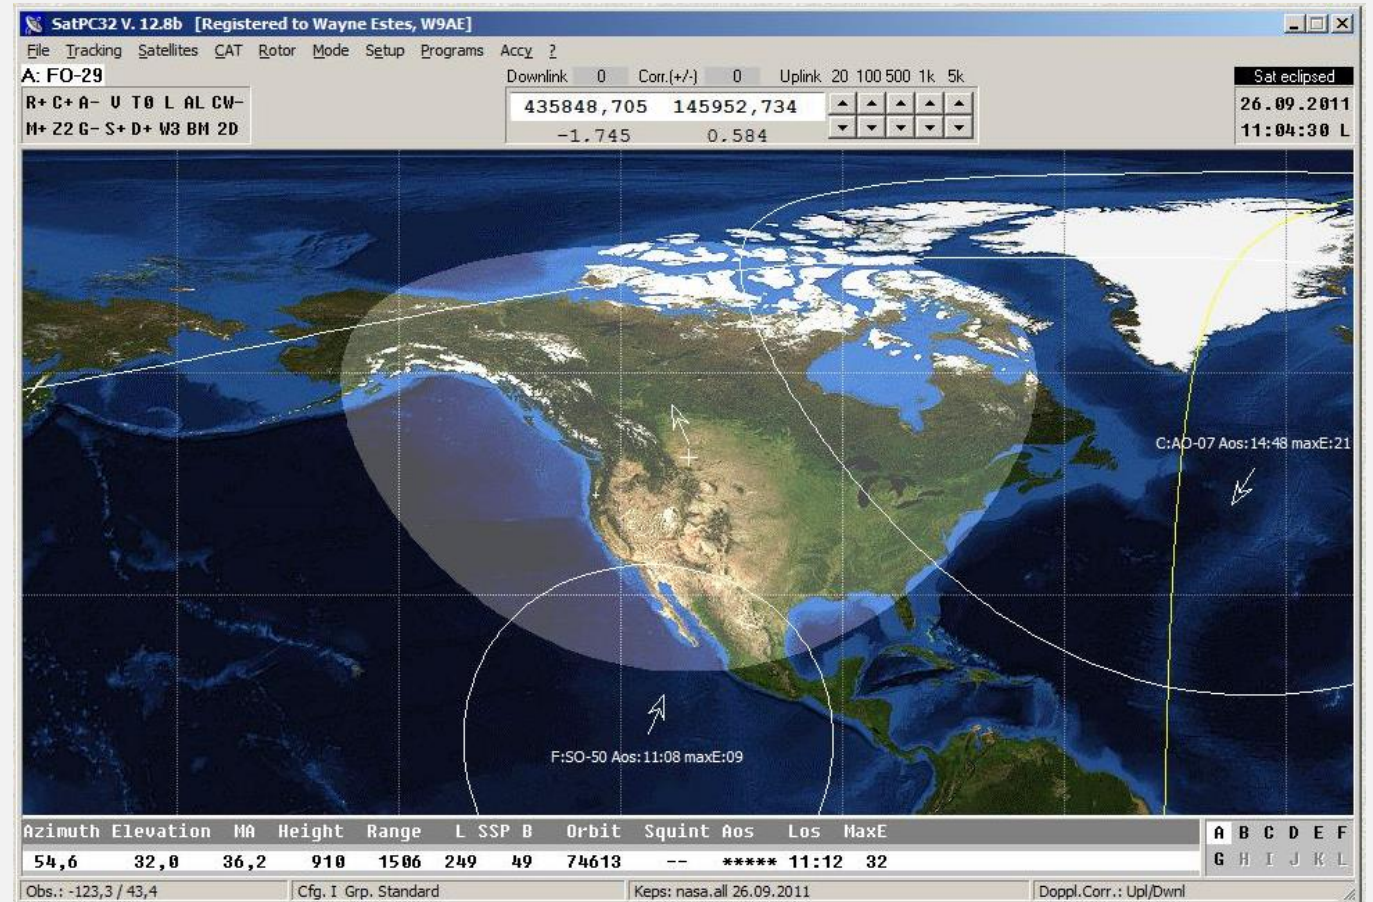 SatPC32 V. 12.8b [Registered to Wayne Estes, W9AE]
File Tracking Satellites CAT Rotor Mode Setup Programs Accy ?
A: FO-29
Downlink 0 Corr.(+/-) 0 Uplink 20 100 500 1k 5k
Sat eclipsed
R+ C+ A- V T0 L AL CW-
435848,705 145952,734
26.09.2011
M+ Z2 G- S+ D+ W3 BM 2D
-1.745 0.584
11:04:30 L
C:AO-07 Aos:14:48 maxE:21
F:SO-50 Aos:11:08 maxE:09
Azimuth Elevation MA Height Range L SSP B Orbit Squint Aos Los MaxE
A B C D E F
54,6 32,0 36,2 910 1506 249 49 74613 -- ***** 11:12 32
G H I J K L
Obs.: -123,3 / 43,4 Cfg. I Grp. Standard Keps: nasa.all 26.09.2011 Doppl.Corr.: Upl/Dwnl